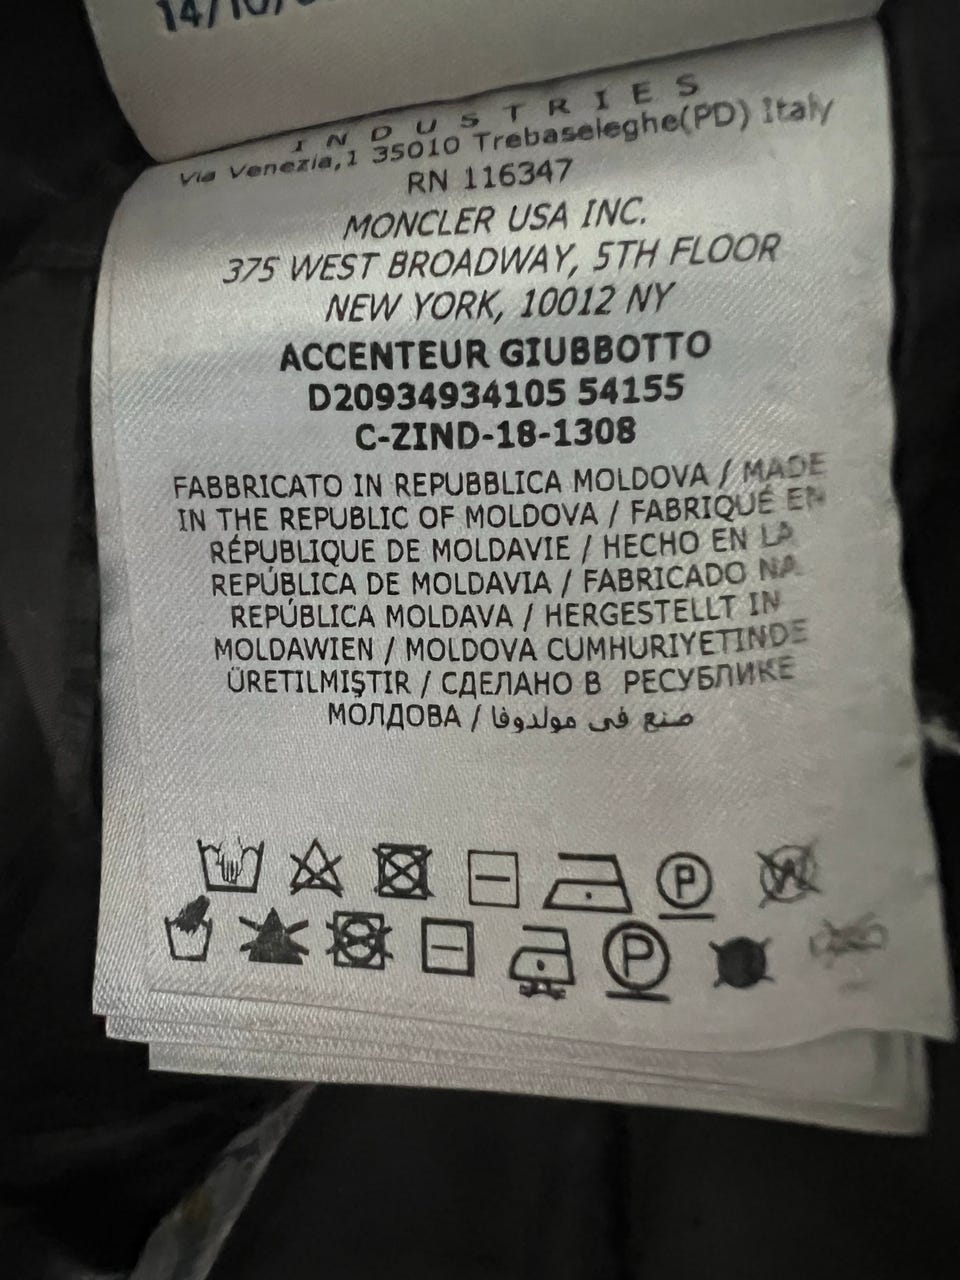 14/10/
INDUSTRIES
Via Venezia,1 35010 Trebaseleghe(PD) Italy
RN 116347
MONCLER USA INC.
375 WEST BROADWAY, 5TH FLOOR
NEW YORK, 10012 NY
ACCENTEUR GIUBBOTTO
D20934934105 54155
C-ZIND-18-1308
FABBRICATO IN REPUBBLICA MOLDOVA / MADE
IN THE REPUBLIC OF MOLDOVA / FABRIQUÉ EN
RÉPUBLIQUE DE MOLDAVIE / HECHO EN LA
REPÚBLICA DE MOLDAVIA / FABRICADO NA
REPÚBLICA MOLDAVA / HERGESTELLT IN
MOLDAWIEN / MOLDOVA CUMHURIYETINDE
ÜRETILMIŞTIR / СДЕЛАНО В РЕСУБЛИКЕ
МОЛДОВА / صنع في مولدوفا
P W
P